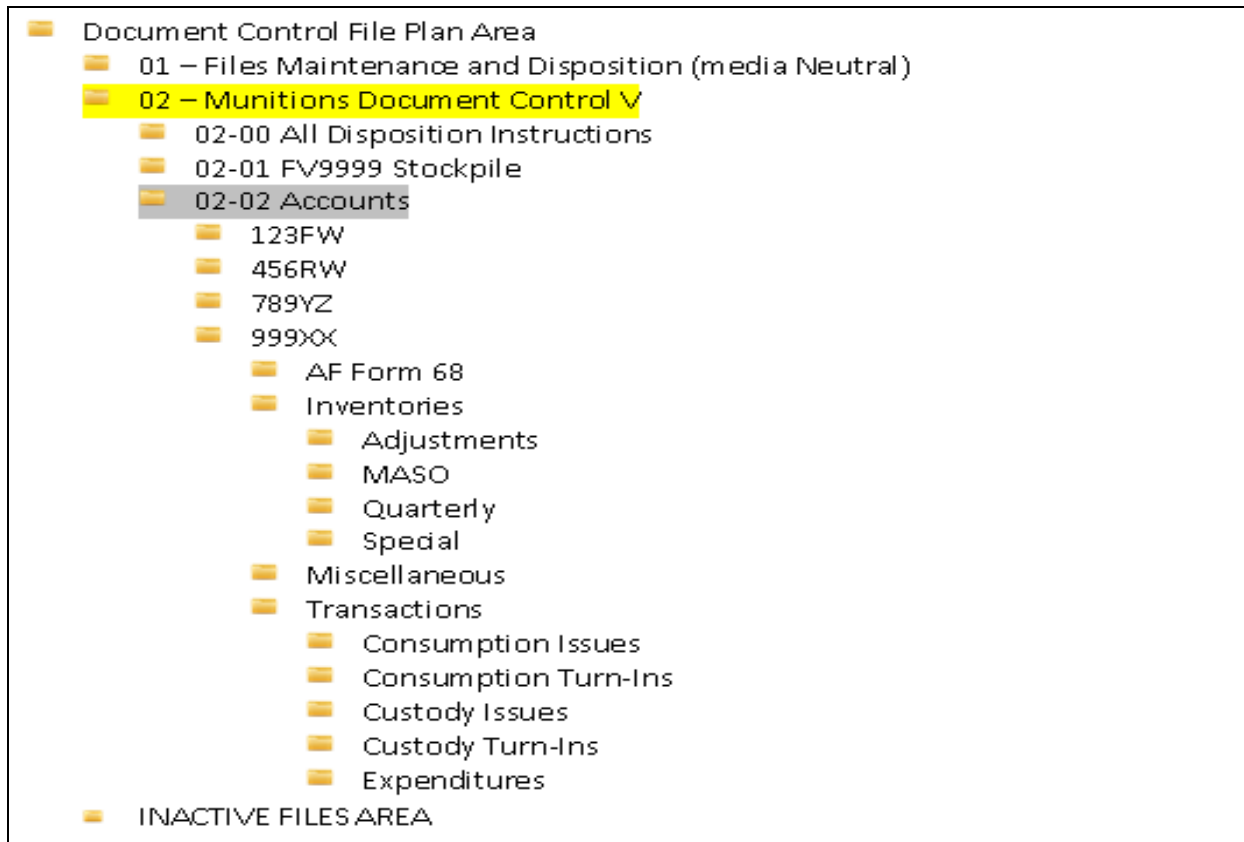 Document Control File Plan Area
01 – Files Maintenance and Disposition (media Neutral)
02 – Munitions Document Control V
02-00 All Disposition Instructions
02-01 FV9999 Stockpile
02-02 Accounts
123FW
456RW
789YZ
999XX
AF Form 68
Inventories
Adjustments
MASO
Quarterly
Special
Miscellaneous
Transactions
Consumption Issues
Consumption Turn-Ins
Custody Issues
Custody Turn-Ins
Expenditures
INACTIVE FILES AREA